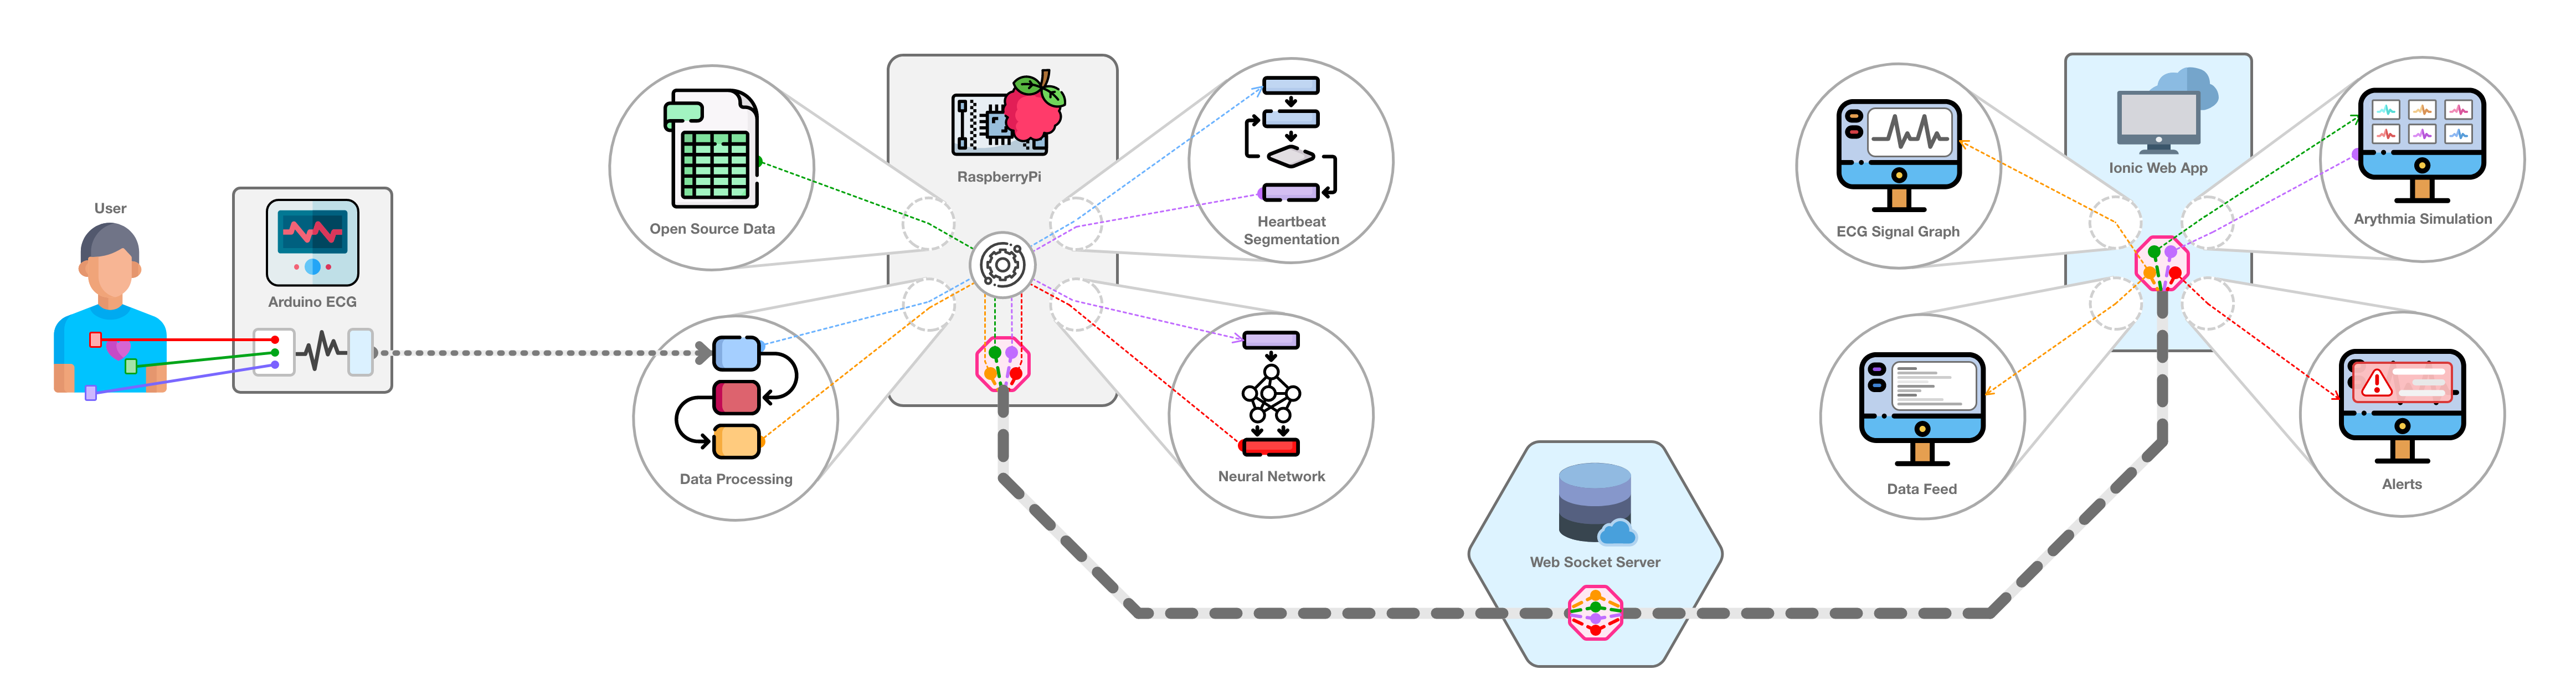 User
Arduino ECG
Open Source Data
Data Processing
RaspberryPi
Heartbeat
Segmentation
Neural Network
Web Socket Server
ECG Signal Graph
Data Feed
Ionic Web App
Arythmia Simulation
Alerts